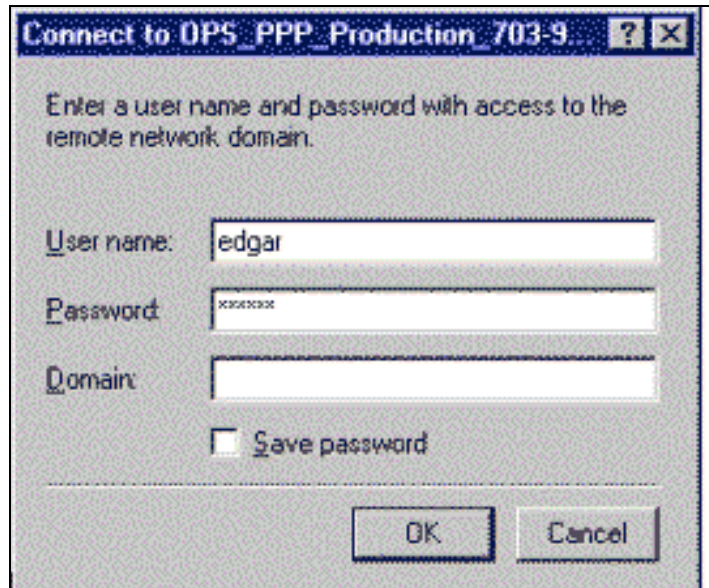 Connect to OPS_PPP_Production_703-9... ? X
Enter a user name and password with access to the
remote network domain.
User name: edgar
Password: xxxxxx
Domain:
Save password
OK Cancel